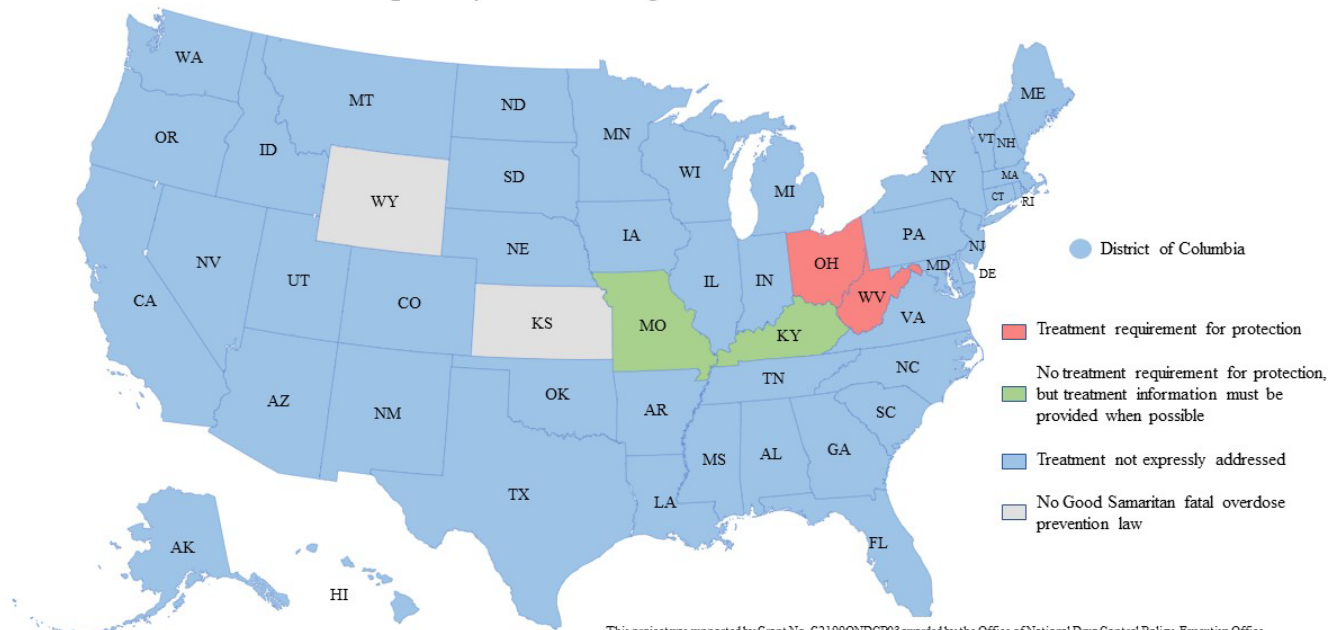 WA
MT
ND
MN
ME
OR
ID
SD
WI
MI
VT
NH
NY
MA
CT
RI
WY
IA
NE
PA
NJ
OH
MD
DE
District of Columbia
NV
UT
CO
IL
IN
WV
VA
CA
KS
MO
KY
Treatment requirement for protection
NC
TN
No treatment requirement for protection,
but treatment information must be
provided when possible
AZ
NM
OK
AR
SC
MS
AL
GA
Treatment not expressly addressed
TX
LA
No Good Samaritan fatal overdose
prevention law
FL
AK
HI